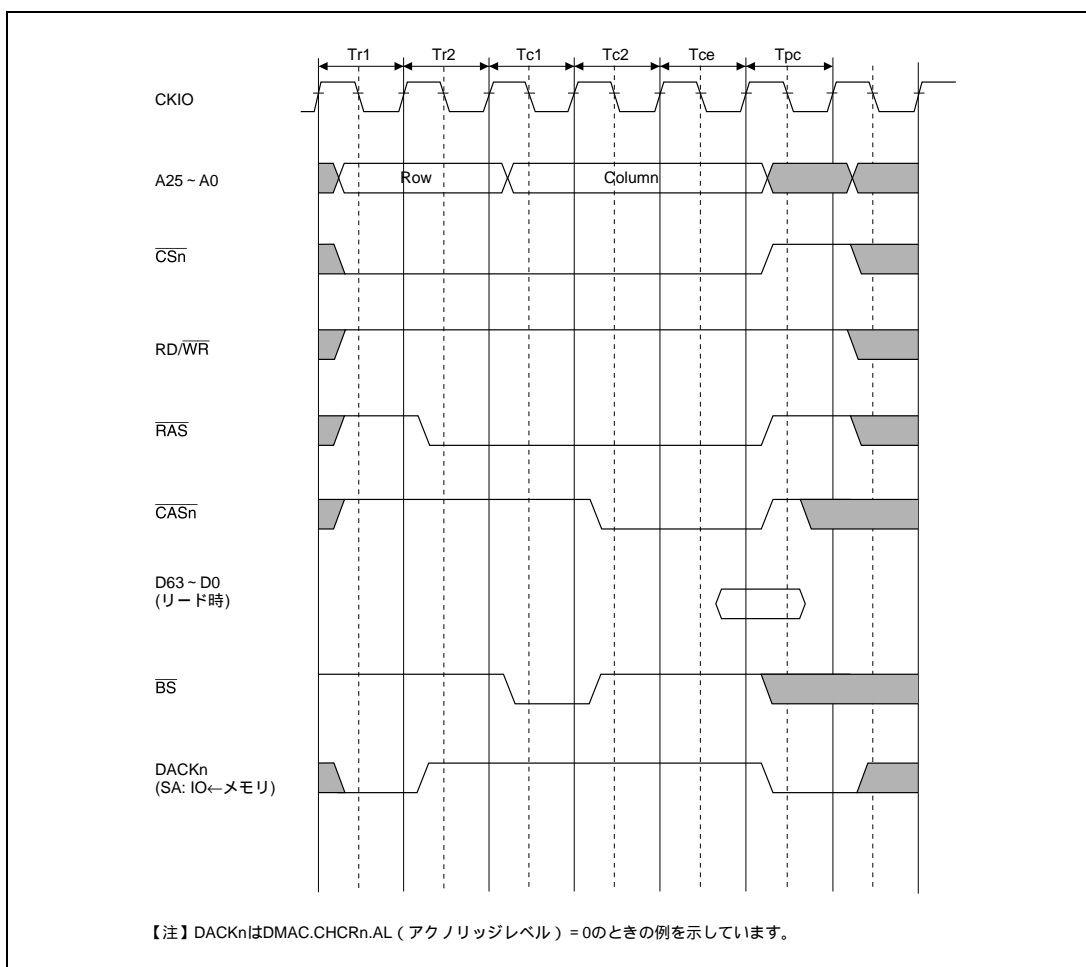 Tr1 Tr2 Tc1 Tc2 Tce Tpc
CKIO
A25～A0 Row Column
CSn
RD/WR
RAS
CASn
D63～D0
(リード時)
BS
DACKn
(SA: IO←メモリ)
【注】DACKnはDMAC.CHCRn.AL（アクノリッジレベル）=0のときの例を示しています。